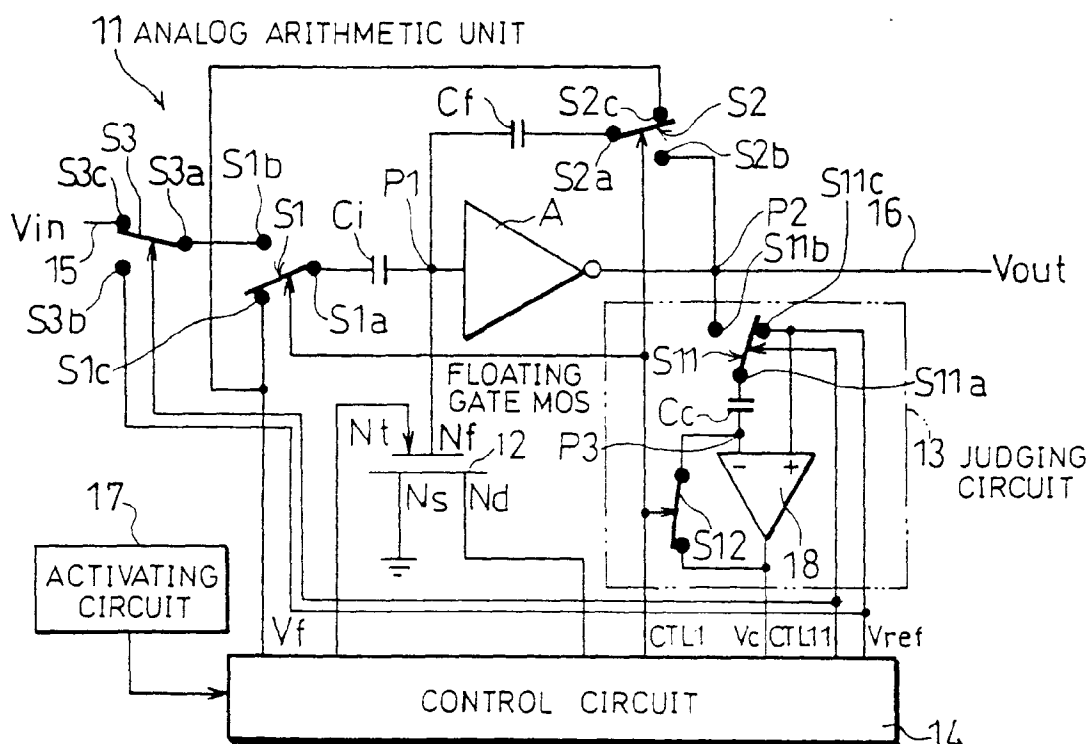 11 ANALOG ARITHMETIC UNIT
Cf
S2c
S2
S2a
S2b
S3
S3c
S3a
S1b
S1
Ci
P1
A
P2
S11c
16
Vin
15
S11b
Vout
S3b
S1a
S1c
S11
S11a
FLOATING
GATE MOS
Cc
Nt
Nf
12
P3
-
+
13 JUDGING
CIRCUIT
Ns
Nd
S12
18
17
ACTIVATING
CIRCUIT
Vf
CTL1
Vc
CTL11
Vref
CONTROL CIRCUIT
14